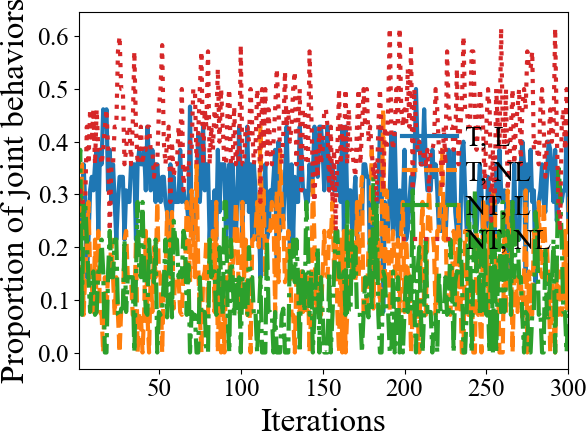 Proportion of joint behaviors
0.6
0.5
0.4
0.3
0.2
0.1
0.0
T, L
T, NL
NT, L
NT, NL
50
100
150
200
250
300
Iterations